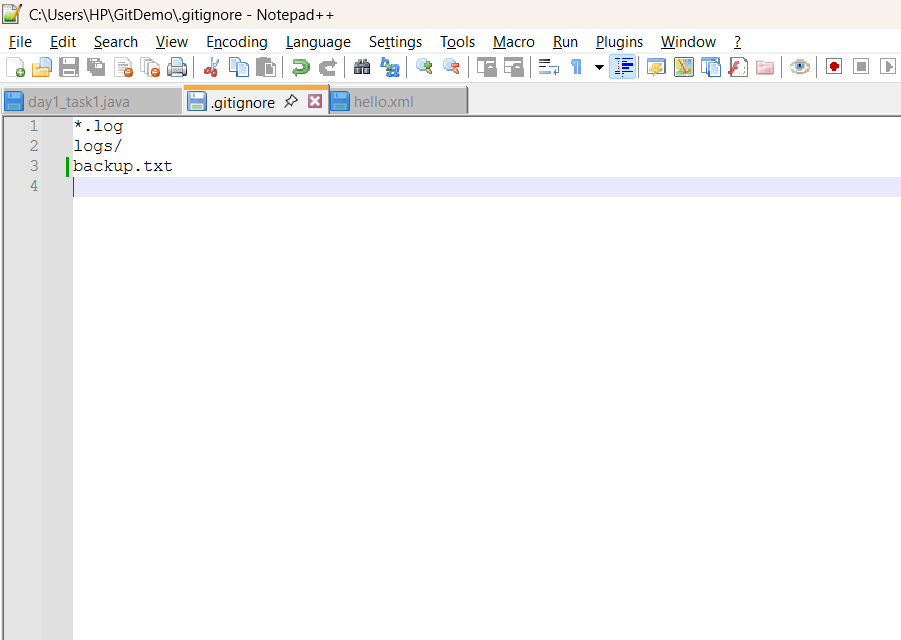 C:\Users\HP\GitDemo\.gitignore - Notepad++
File Edit Search View Encoding Language Settings Tools Macro Run Plugins Window ?
day1_task1.java .gitignore hello.xml
1 *.log
2 logs/
3 backup.txt
4